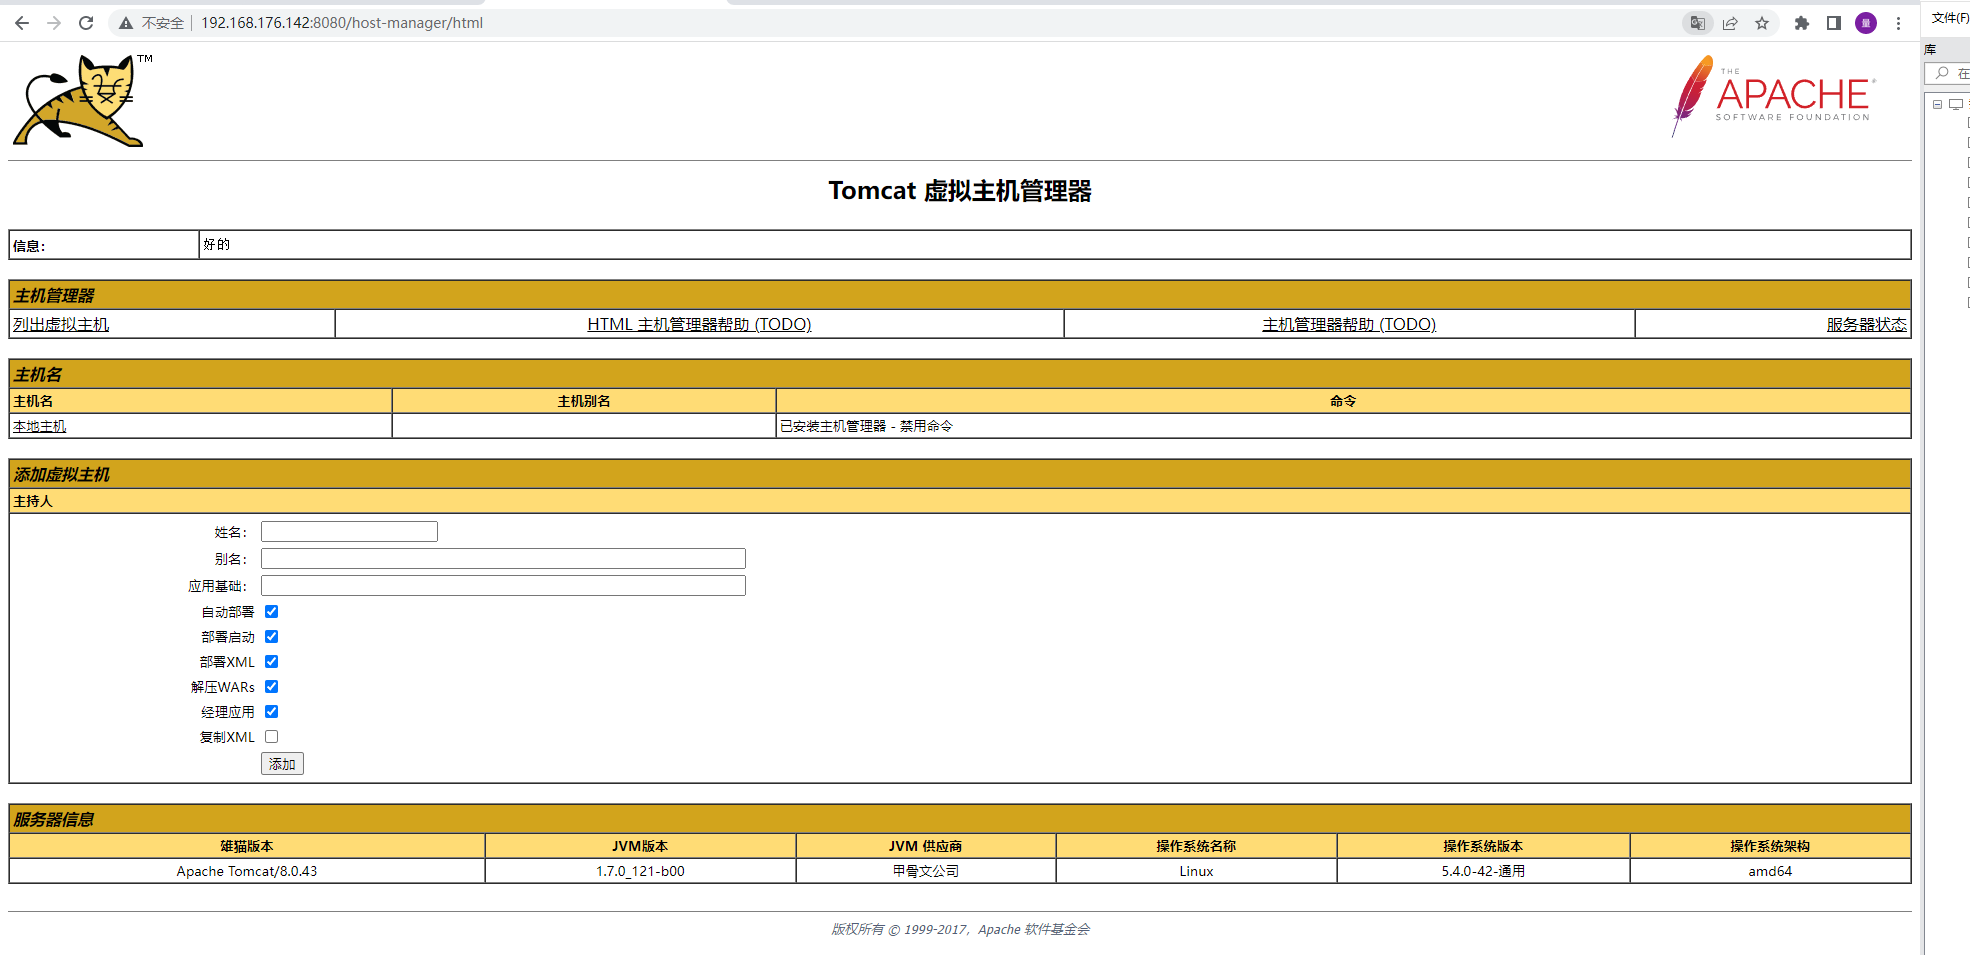 不安全 192.168.176.142:8080/host-manager/html
量
文件(F)
库
在
TM
THE
APACHE
SOFTWARE FOUNDATION
Tomcat 虚拟主机管理器
信息： 好的
主机管理器
列出虚拟主机 HTML 主机管理器帮助 (TODO) 主机管理器帮助 (TODO) 服务器状态
主机名
主机名 主机别名 命令
本地主机 已安装主机管理器 - 禁用命令
添加虚拟主机
主持人
姓名：
别名：
应用基础：
自动部署
部署启动
部署XML
解压WARs
经理应用
复制XML
添加
服务器信息
雄猫版本 JVM版本 JVM 供应商 操作系统名称 操作系统版本 操作系统架构
Apache Tomcat/8.0.43 1.7.0_121-b00 甲骨文公司 Linux 5.4.0-42-通用 amd64
版权所有 © 1999-2017，Apache 软件基金会